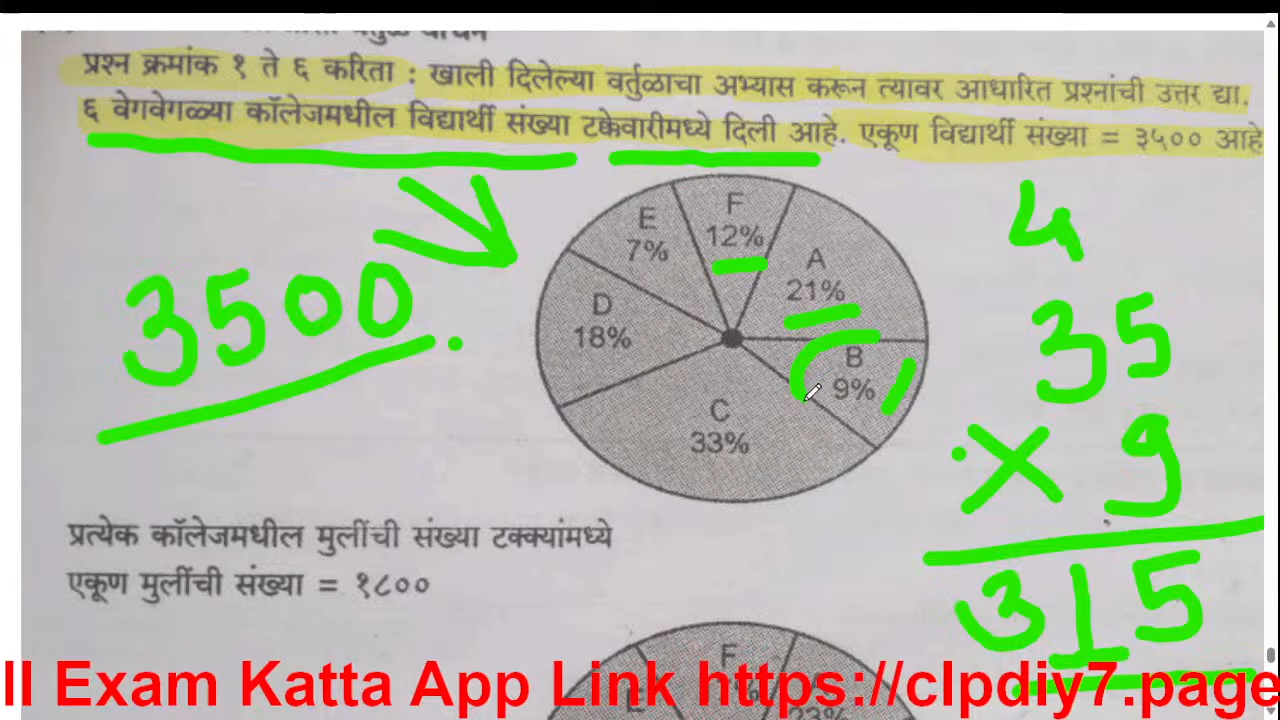 प्रश्न क्रमांक १ ते ६ करिता : खाली दिलेल्या वर्तुळाचा अभ्यास करून त्यावर आधारित प्रश्नांची उत्तर द्या.
६ वेगवेगळ्या कॉलेजमधील विद्यार्थी संख्या टक्केवारीमध्ये दिली आहे. एकूण विद्यार्थी संख्या = ३५०० आहे
F
12%
E
7%
A
21%
D
18%
B
9%
C
33%
3500
4
35
× 9
315
प्रत्येक कॉलेजमधील मुलींची संख्या टक्क्यांमध्ये
एकूण मुलींची संख्या = १८००
F
E
23%
ll Exam Katta App Link https://clpdiy7.page